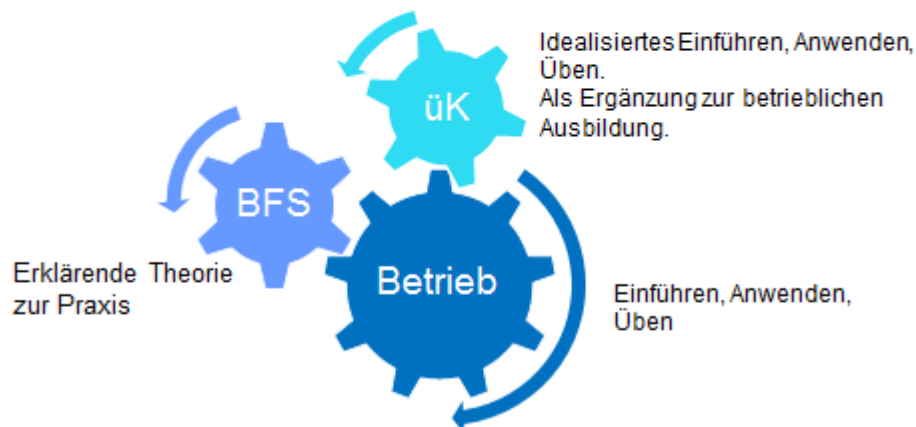 Idealisiertes Einführen, Anwenden,
Üben.
Als Ergänzung zur betrieblichen
Ausbildung.
üK
BFS
Erklärende Theorie
zur Praxis
Betrieb
Einführen, Anwenden,
Üben